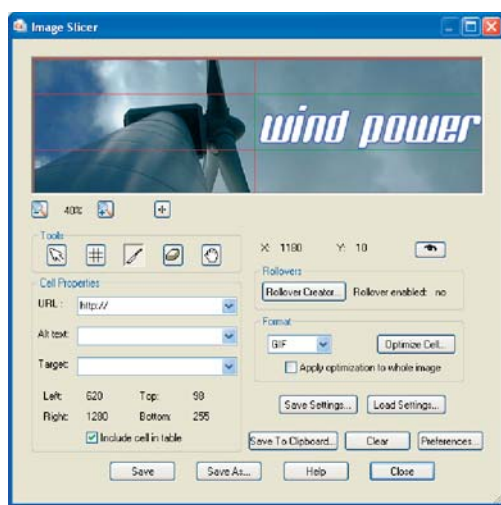 Image Slicer
wind power
40%
Tools
X: 1180 Y: 10
Cell Properties
URL : http://
Alt text:
Target:
Left: 620 Top: 98
Right: 1280 Bottom: 255
Include cell in table
Rollovers
Rollover Creator... Rollover enabled: no
Format
GIF Optimize Cell...
Apply optimization to whole image
Save Settings... Load Settings...
Save To Clipboard... Clear Preferences...
Save Save As... Help Close